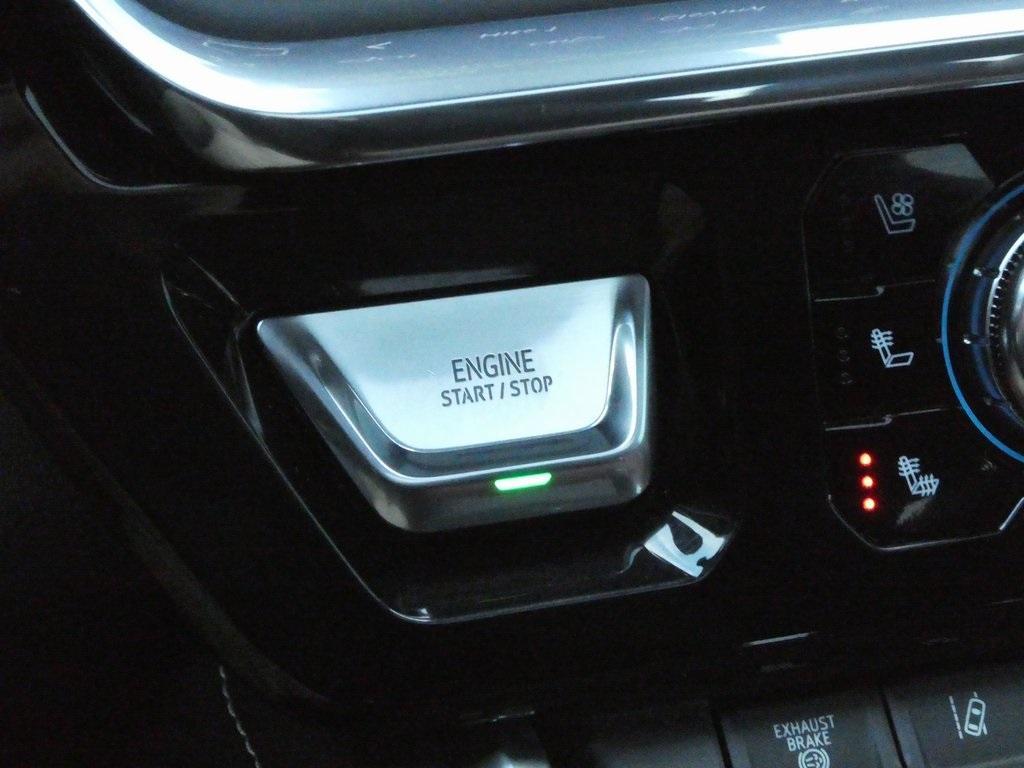 ENGINE
START / STOP
EXHAUST
BRAKE